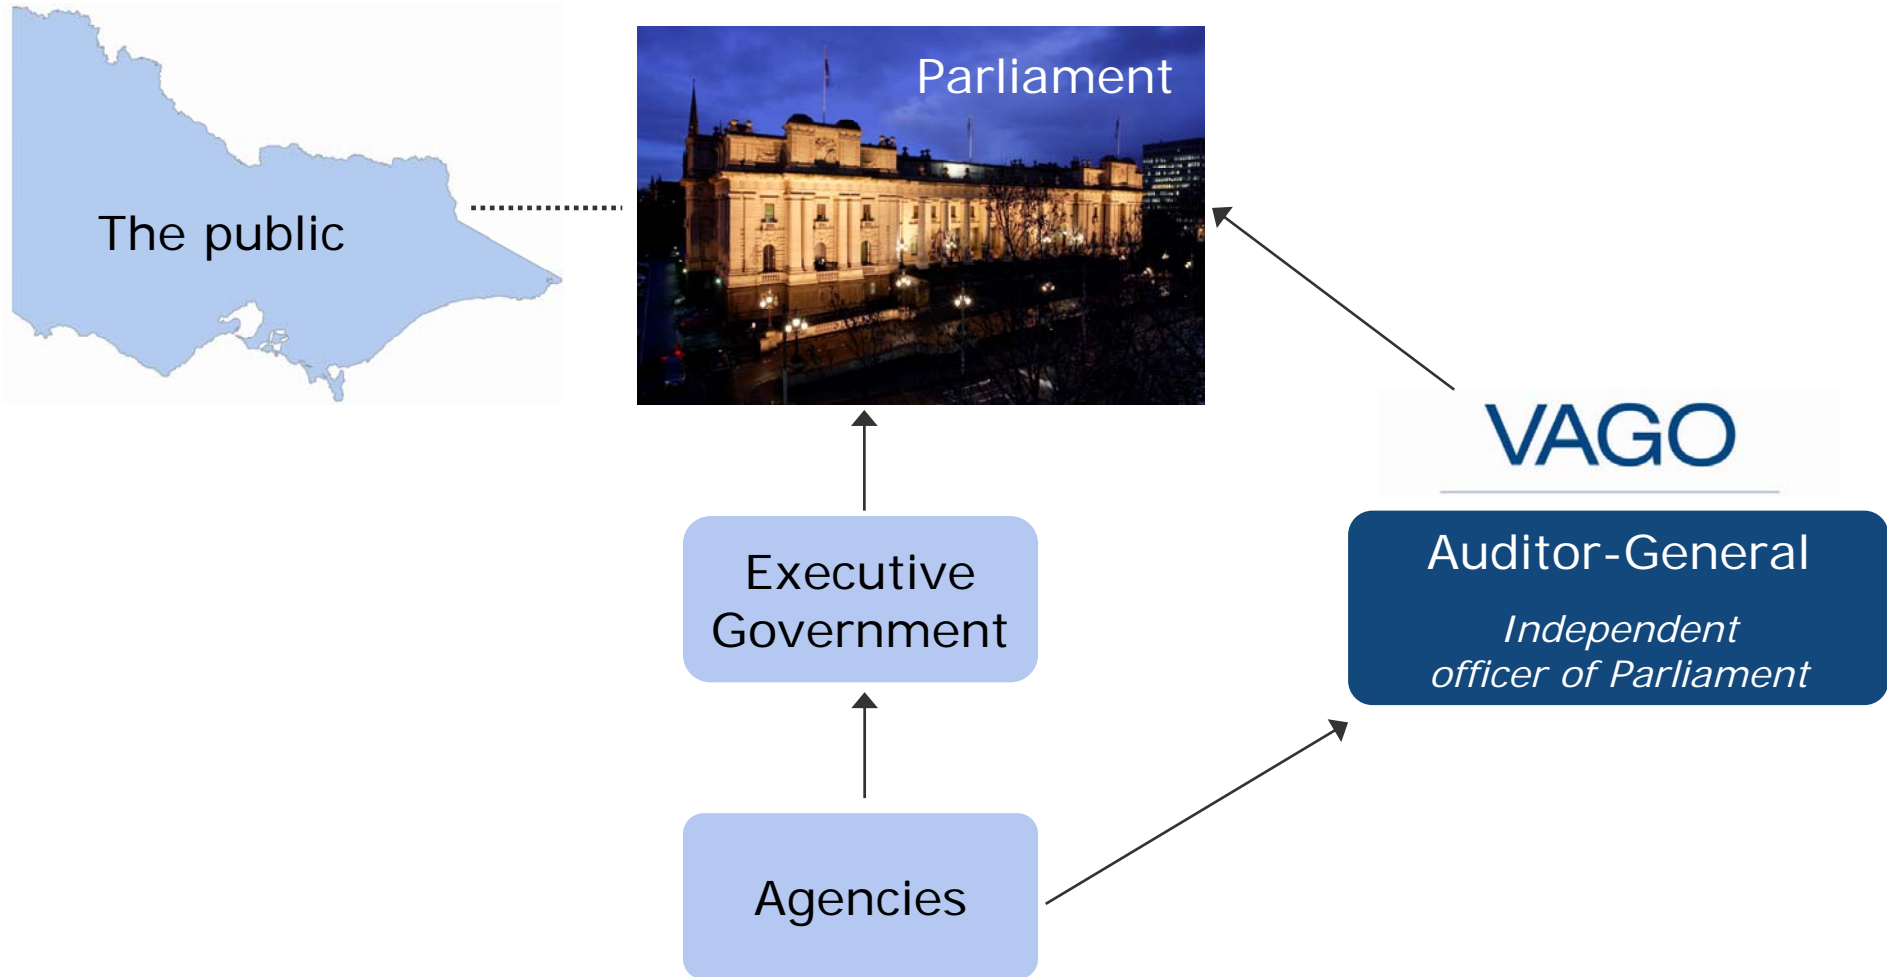 Parliament
The public
VAGO
Executive
Government
Auditor-General
Independent
officer of Parliament
Agencies